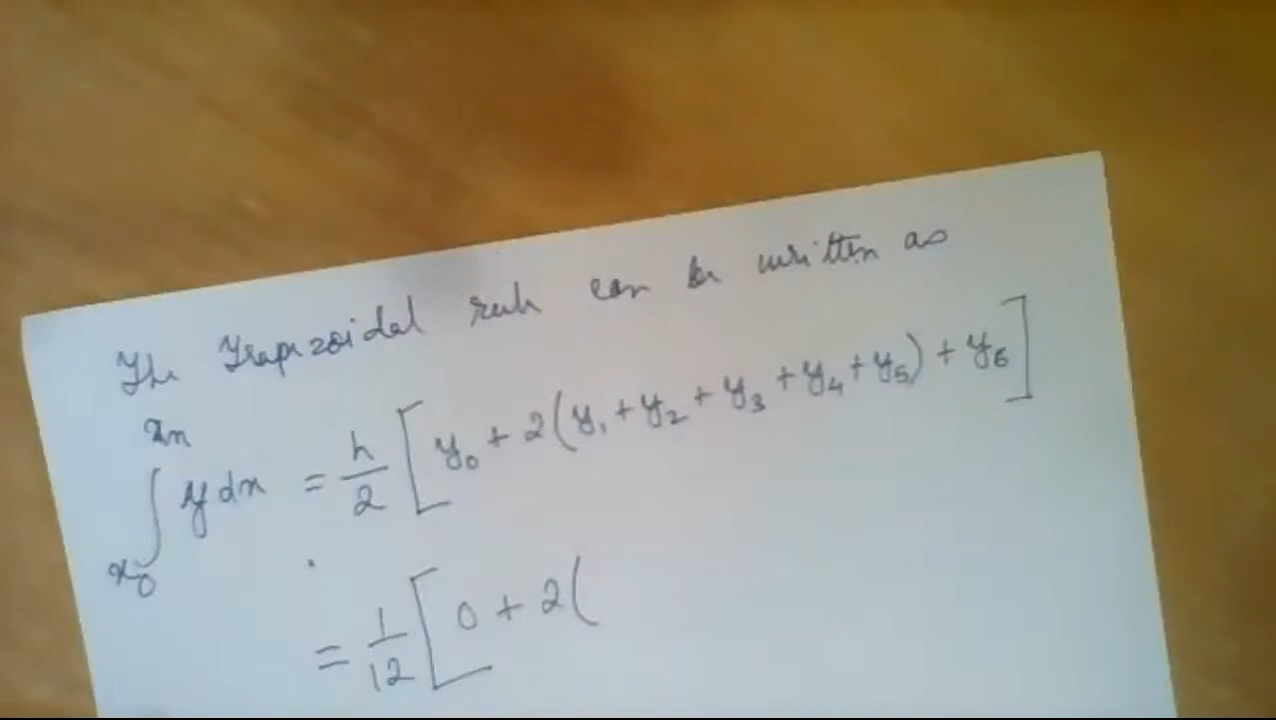 The Trapezoidal rule can be written as
∫_{x_0}^{x_n} y dx = h/2 [ y_0 + 2(y_1 + y_2 + y_3 + y_4 + y_5) + y_6 ]
= 1/12 [ 0 + 2(